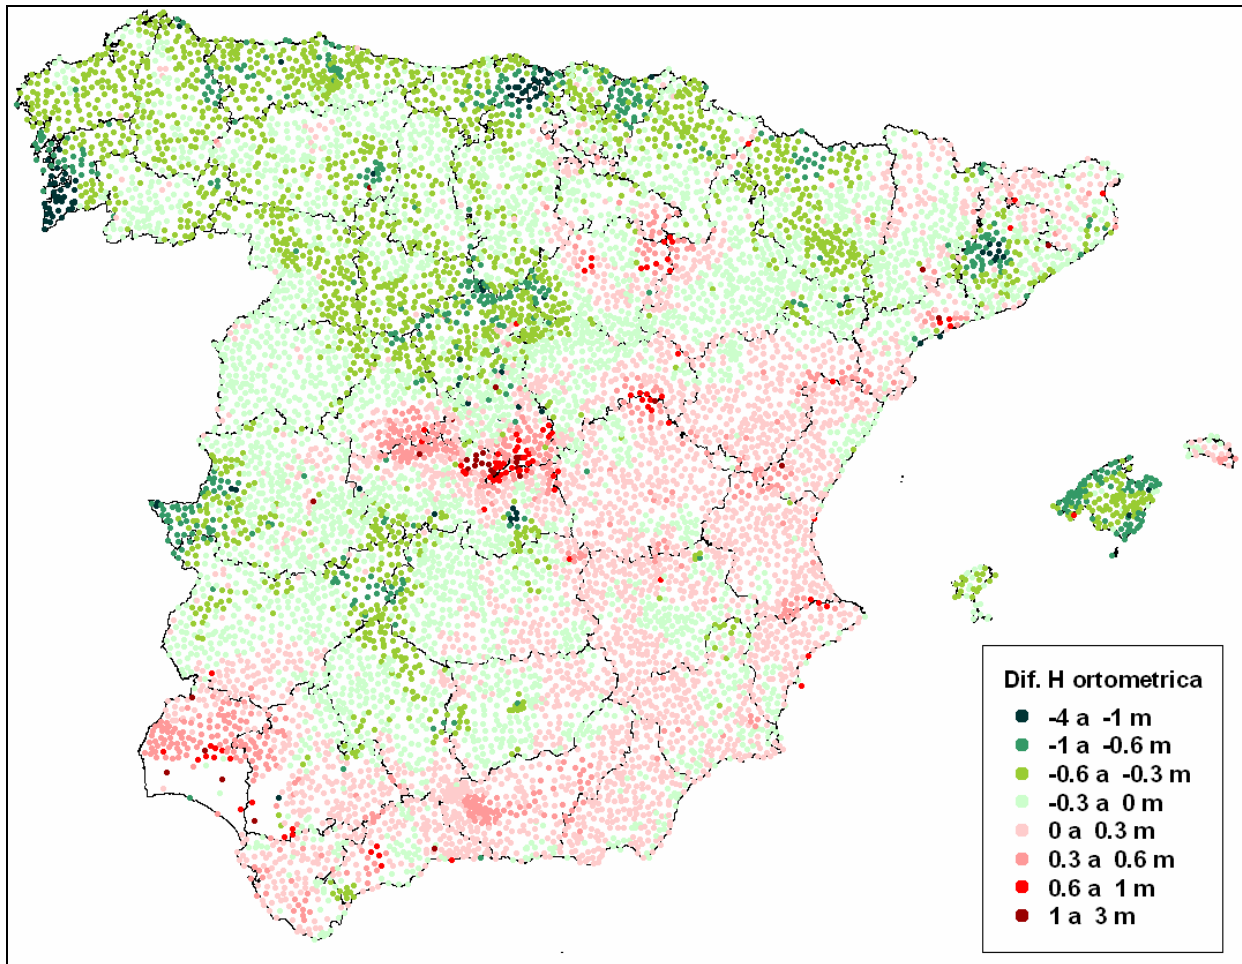 Dif. H ortometrica
-4 a -1 m
-1 a -0.6 m
-0.6 a -0.3 m
-0.3 a 0 m
0 a 0.3 m
0.3 a 0.6 m
0.6 a 1 m
1 a 3 m